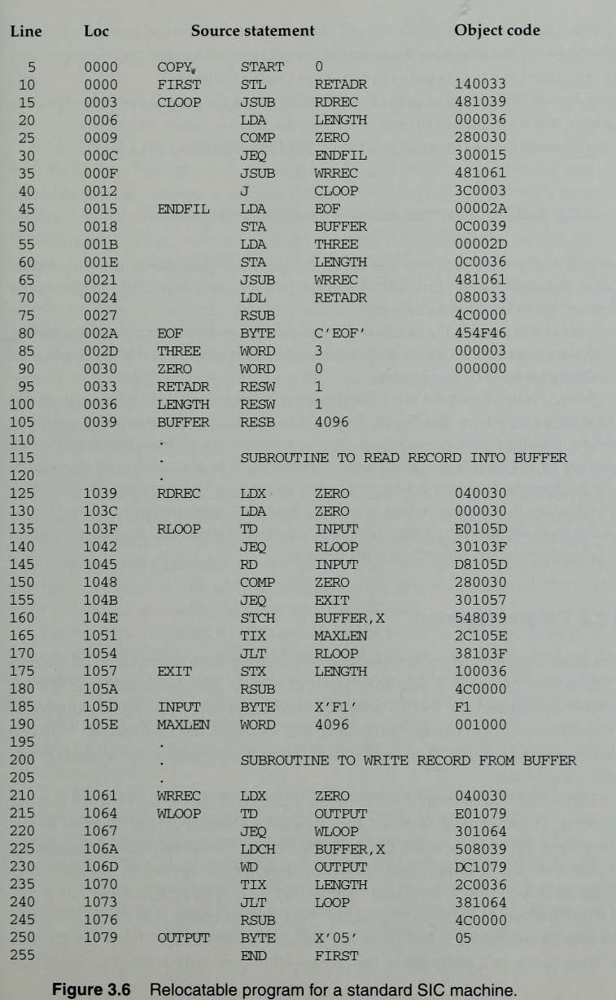 Line Loc Source statement Object code
5 0000 COPY START 0
10 0000 FIRST STL RETADR 140033
15 0003 CLOOP JSUB RDREC 481039
20 0006 LDA LENGTH 000036
25 0009 COMP ZERO 280030
30 000C JEQ ENDFIL 300015
35 000F JSUB WRREC 481061
40 0012 J CLOOP 3C0003
45 0015 ENDFIL LDA EOF 00002A
50 0018 STA BUFFER 0C0039
55 001B LDA THREE 00002D
60 001E STA LENGTH 0C0036
65 0021 JSUB WRREC 481061
70 0024 LDL RETADR 080033
75 0027 RSUB 4C0000
80 002A EOF BYTE C'EOF' 454F46
85 002D THREE WORD 3 000003
90 0030 ZERO WORD 0 000000
95 0033 RETADR RESW 1
100 0036 LENGTH RESW 1
105 0039 BUFFER RESB 4096
110 .
115 . SUBROUTINE TO READ RECORD INTO BUFFER
120 .
125 1039 RDREC LDX ZERO 040030
130 103C LDA ZERO 000030
135 103F RLOOP TD INPUT E0105D
140 1042 JEQ RLOOP 30103F
145 1045 RD INPUT D8105D
150 1048 COMP ZERO 280030
155 104B JEQ EXIT 301057
160 104E STCH BUFFER,X 548039
165 1051 TIX MAXLEN 2C105E
170 1054 JLT RLOOP 38103F
175 1057 EXIT STX LENGTH 100036
180 105A RSUB 4C0000
185 105D INPUT BYTE X'F1' F1
190 105E MAXLEN WORD 4096 001000
195 .
200 . SUBROUTINE TO WRITE RECORD FROM BUFFER
205 .
210 1061 WRREC LDX ZERO 040030
215 1064 WLOOP TD OUTPUT E01079
220 1067 JEQ WLOOP 301064
225 106A LDCH BUFFER,X 508039
230 106D WD OUTPUT DC1079
235 1070 TIX LENGTH 2C0036
240 1073 JLT LOOP 381064
245 1076 RSUB 4C0000
250 1079 OUTPUT BYTE X'05' 05
255 END FIRST
Figure 3.6 Relocatable program for a standard SIC machine.